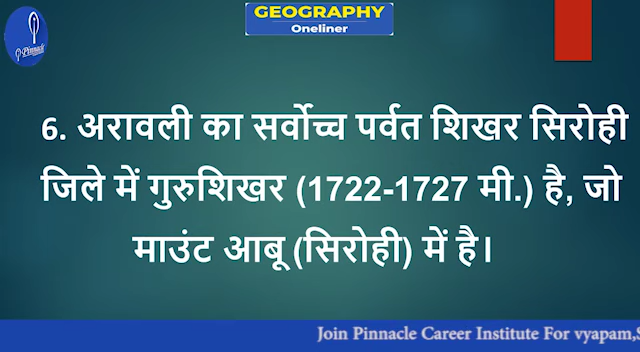 GEOGRAPHY
Oneliner
Pinnacle
6. अरावली का सर्वोच्च पर्वत शिखर सिरोही
जिले में गुरुशिखर (1722-1727 मी.) है, जो
माउंट आबू (सिरोही) में है।
Join Pinnacle Career Institute For vyapam,S